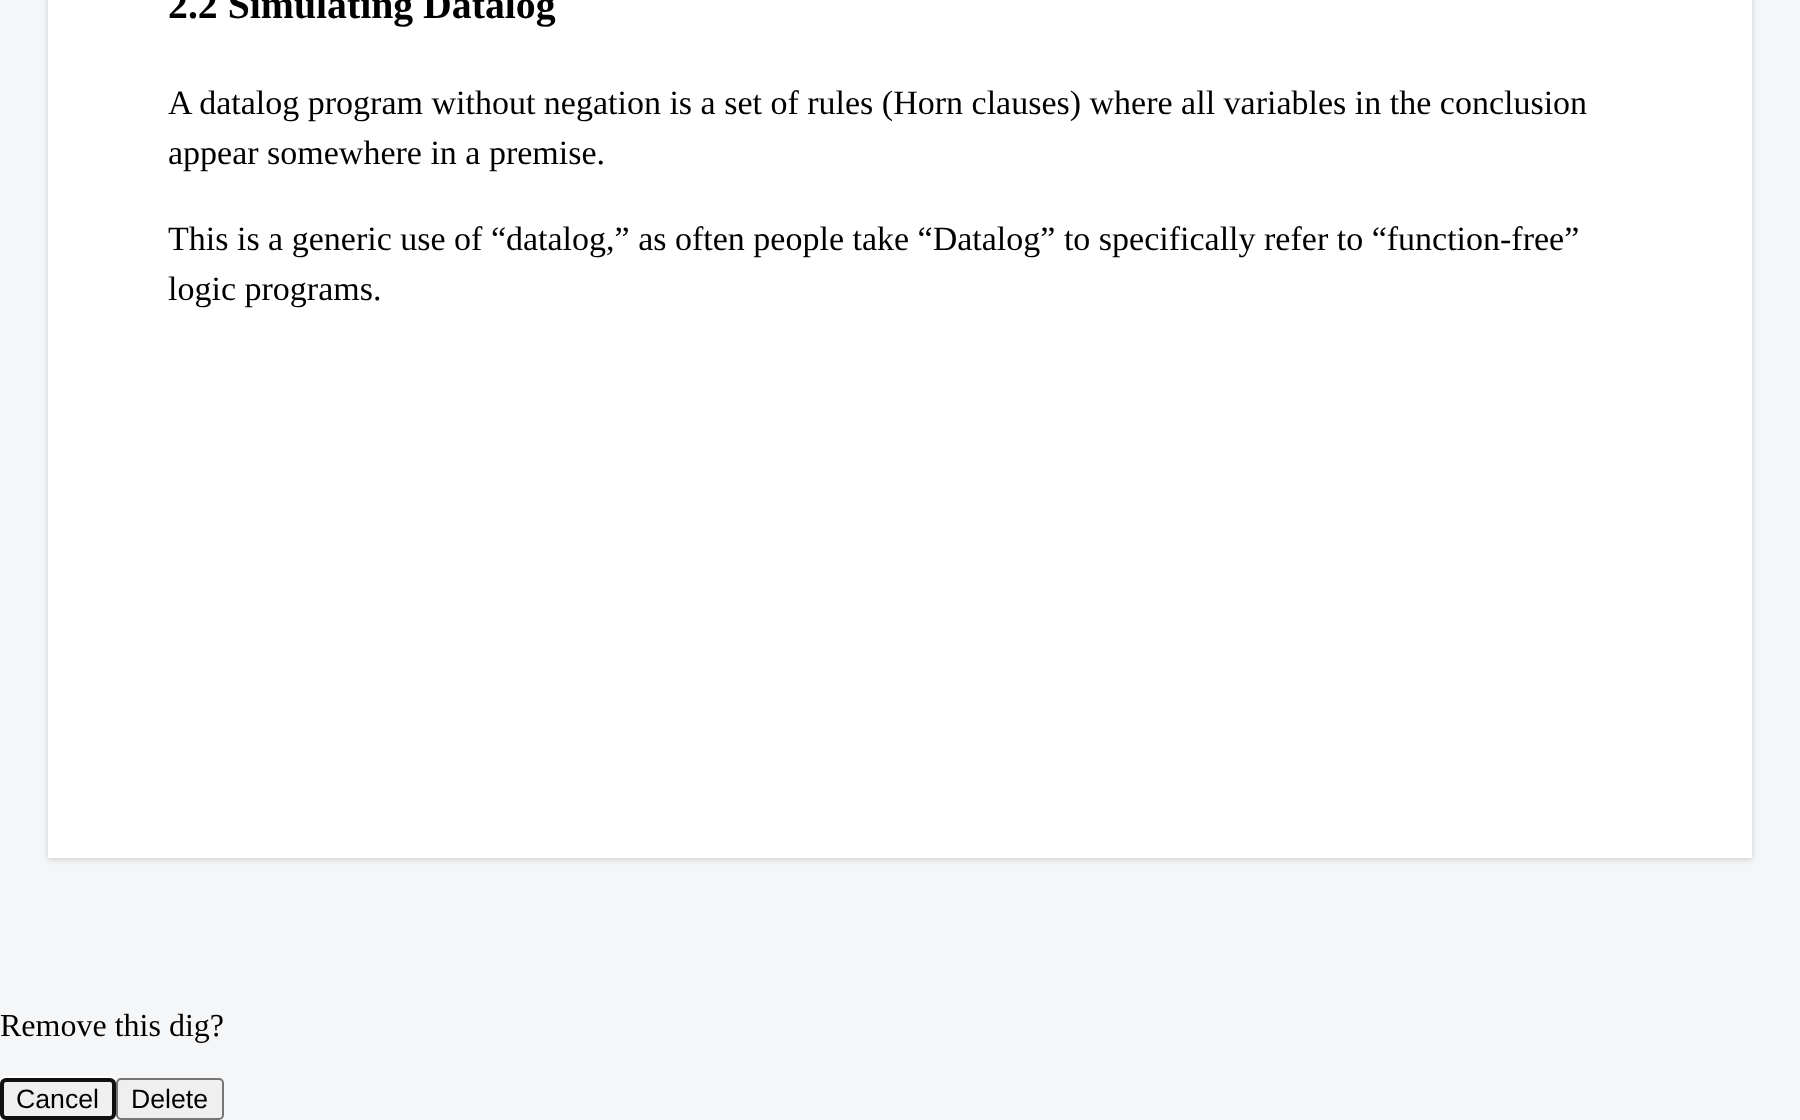 2.2 Simulating Datalog
A datalog program without negation is a set of rules (Horn clauses) where all variables in the conclusion
appear somewhere in a premise.
This is a generic use of “datalog,” as often people take “Datalog” to specifically refer to “function-free”
logic programs.
Remove this dig?
Cancel Delete